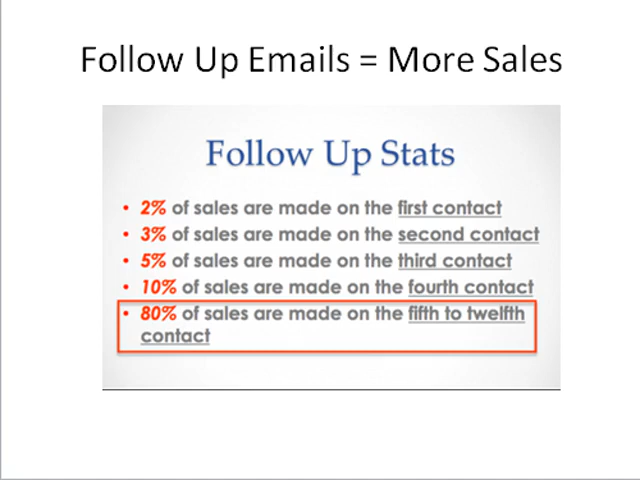 Follow Up Emails = More Sales
Follow Up Stats
• 2% of sales are made on the first contact
• 3% of sales are made on the second contact
• 5% of sales are made on the third contact
• 10% of sales are made on the fourth contact
• 80% of sales are made on the fifth to twelfth
contact